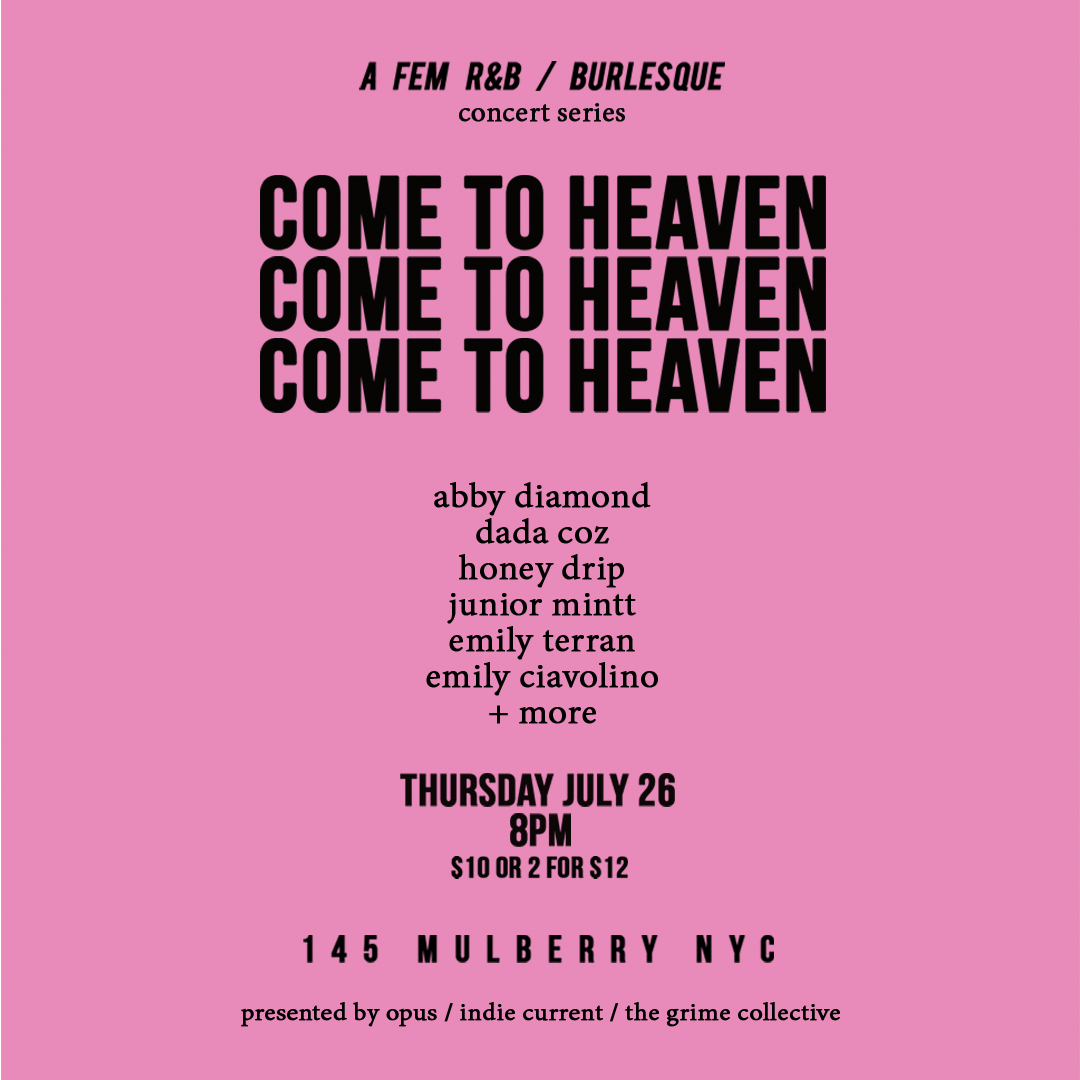 A FEM R&B / BURLESQUE
concert series
COME TO HEAVEN
COME TO HEAVEN
COME TO HEAVEN
abby diamond
dada coz
honey drip
junior mintt
emily terran
emily ciavolino
+ more
THURSDAY JULY 26
8PM
$10 OR 2 FOR $12
145 MULBERRY NYC
presented by opus / indie current / the grime collective